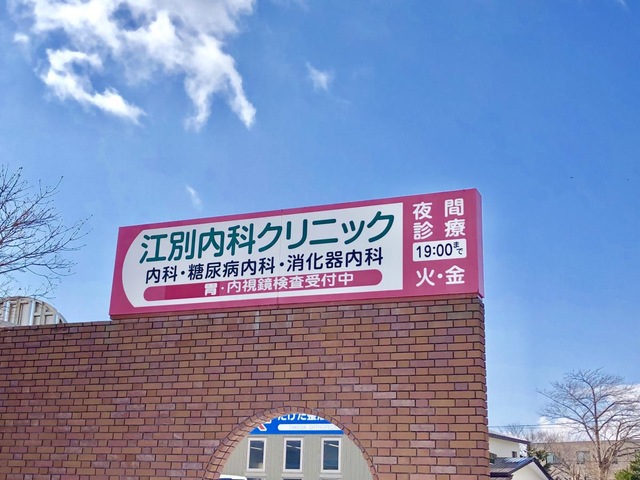 江別内科クリニック
内科・糖尿病内科・消化器内科
胃・内視鏡検査受付中
夜間
診療
19:00まで
火・金